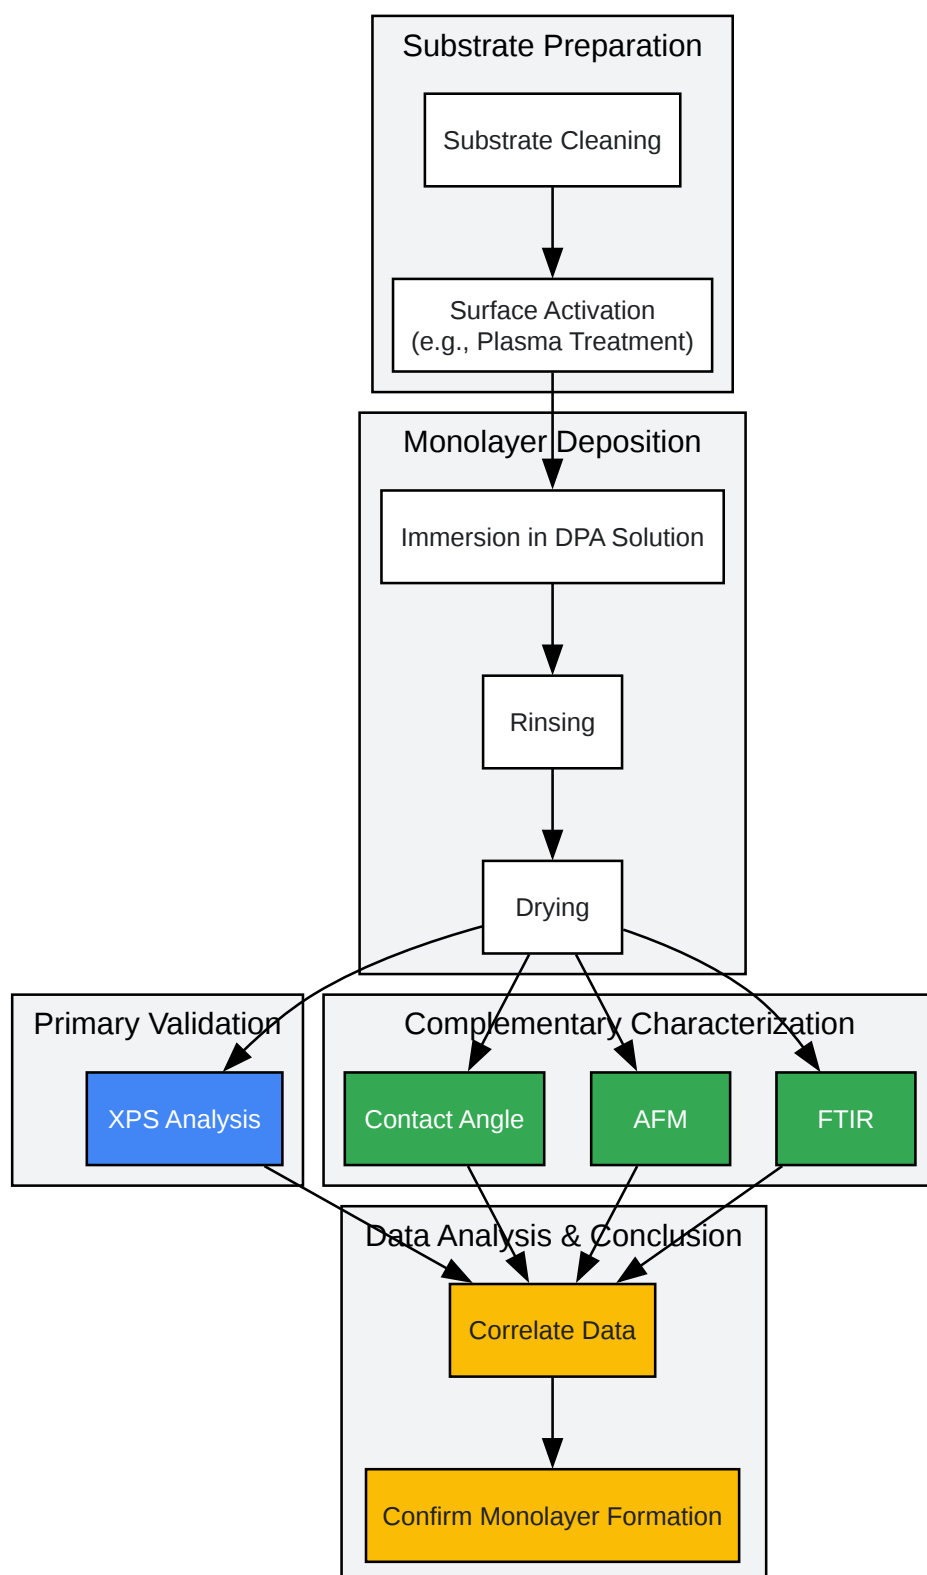 Substrate Preparation
Substrate Cleaning
Surface Activation
(e.g., Plasma Treatment)
Monolayer Deposition
Immersion in DPA Solution
Rinsing
Drying
Primary Validation
Complementary Characterization
XPS Analysis
Contact Angle
AFM
FTIR
Data Analysis & Conclusion
Correlate Data
Confirm Monolayer Formation